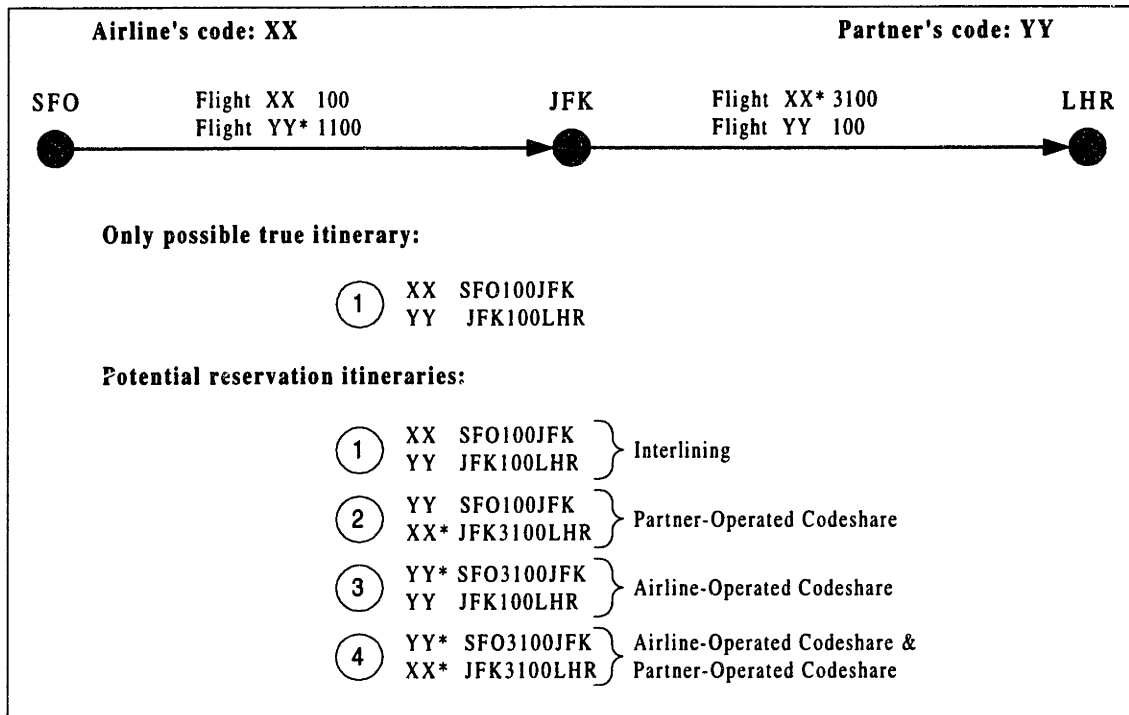 Airline's code: XX
Partner's code: YY
SFO
Flight XX 100
Flight YY* 1100
JFK
Flight XX* 3100
Flight YY 100
LHR
Only possible true itinerary:
1
XX SFO100JFK
YY JFK100LHR
Potential reservation itineraries:
1
XX SFO100JFK
YY JFK100LHR
Interlining
2
YY SFO100JFK
XX* JFK3100LHR
Partner-Operated Codeshare
3
YY* SFO3100JFK
YY JFK100LHR
Airline-Operated Codeshare
4
YY* SFO3100JFK
XX* JFK3100LHR
Airline-Operated Codeshare &
Partner-Operated Codeshare